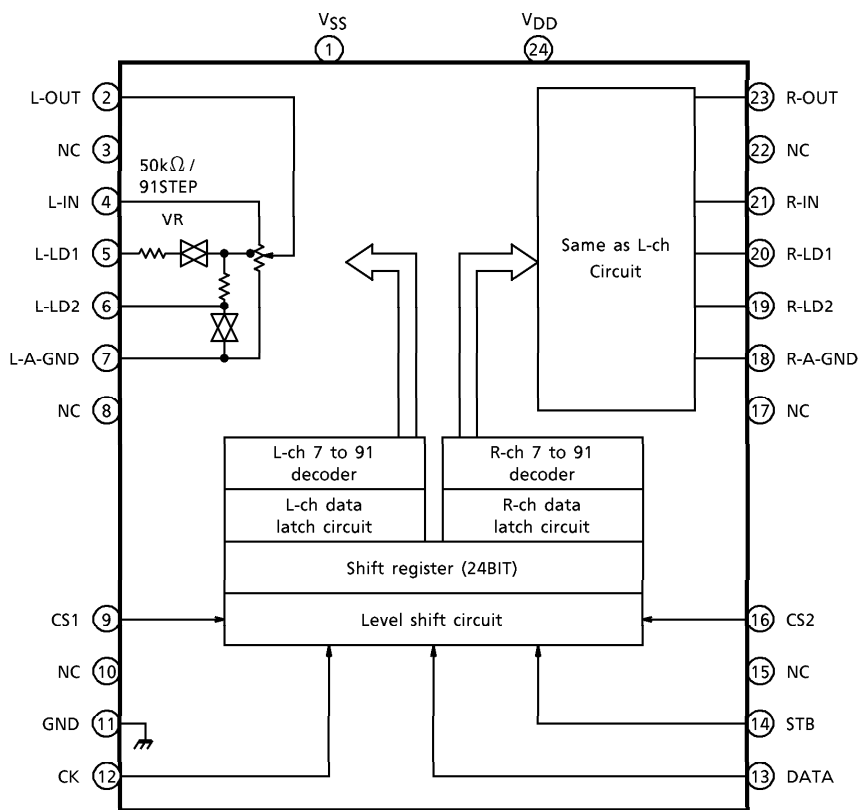 VSS
VDD
1
24
L-OUT 2
23 R-OUT
NC 3
22 NC
50kΩ /
91STEP
L-IN 4
21 R-IN
VR
L-LD1 5
20 R-LD1
Same as L-ch
Circuit
L-LD2 6
19 R-LD2
L-A-GND 7
18 R-A-GND
NC 8
17 NC
L-ch 7 to 91
decoder
R-ch 7 to 91
decoder
L-ch data
latch circuit
R-ch data
latch circuit
Shift register (24BIT)
CS1 9
Level shift circuit
16 CS2
NC 10
15 NC
GND 11
14 STB
CK 12
13 DATA